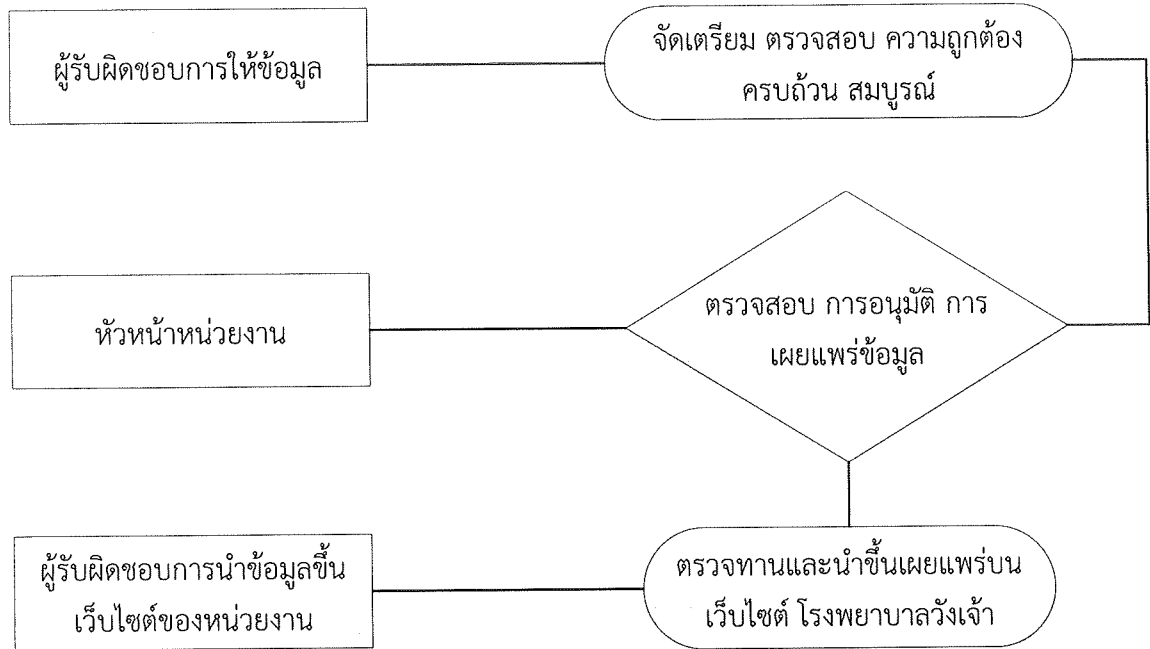 ผู้รับผิดชอบการให้ข้อมูล
จัดเตรียม ตรวจสอบ ความถูกต้อง
ครบถ้วน สมบูรณ์
หัวหน้าหน่วยงาน
ตรวจสอบ การอนุมัติ การ
เผยแพร่ข้อมูล
ผู้รับผิดชอบการนำข้อมูลขึ้น
เว็บไซต์ของหน่วยงาน
ตรวจทานและนำขึ้นเผยแพร่บน
เว็บไซต์ โรงพยาบาลวังเจ้า